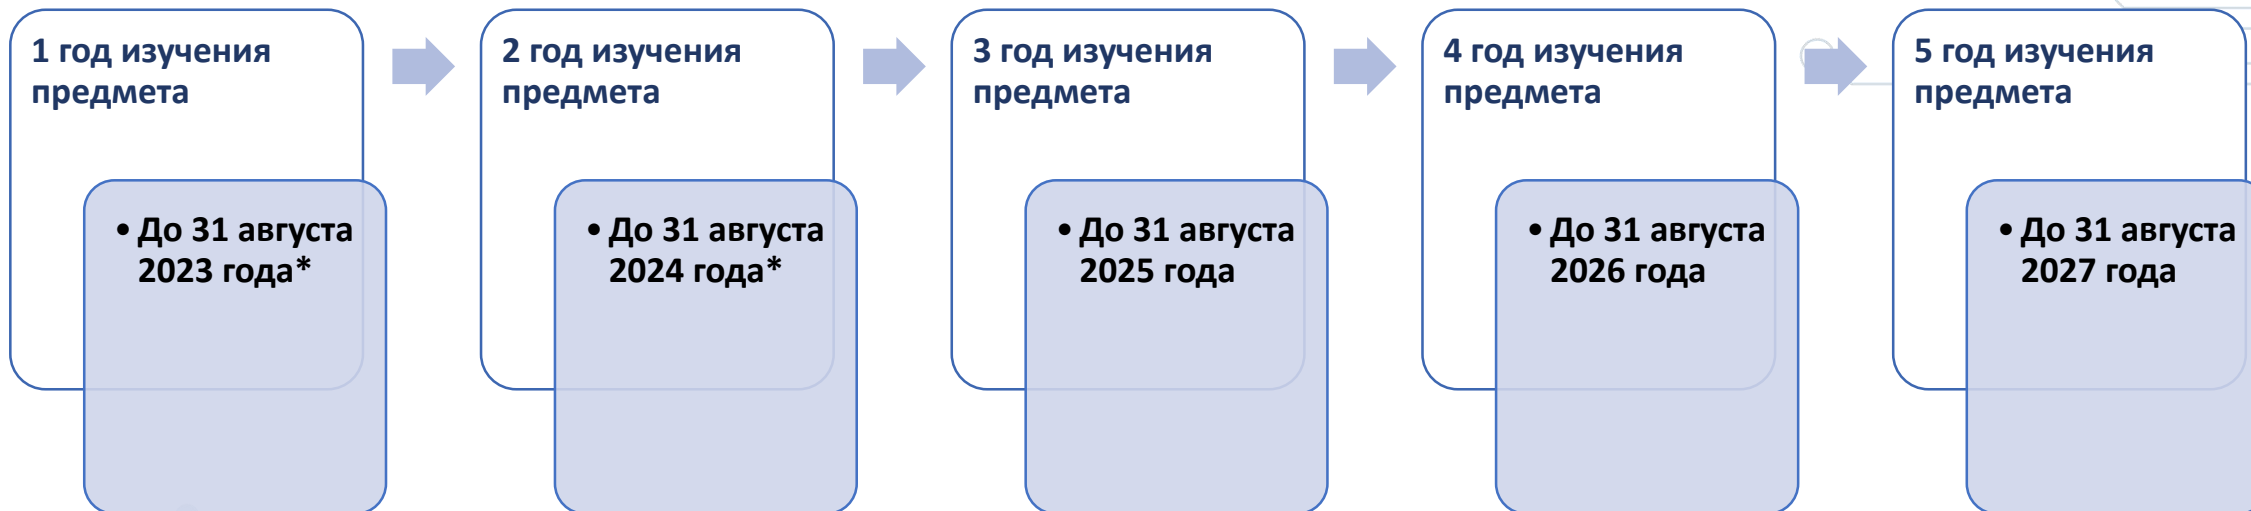 1 год изучения
предмета
• До 31 августа
2023 года*
2 год изучения
предмета
• До 31 августа
2024 года*
3 год изучения
предмета
• До 31 августа
2025 года
4 год изучения
предмета
• До 31 августа
2026 года
5 год изучения
предмета
• До 31 августа
2027 года